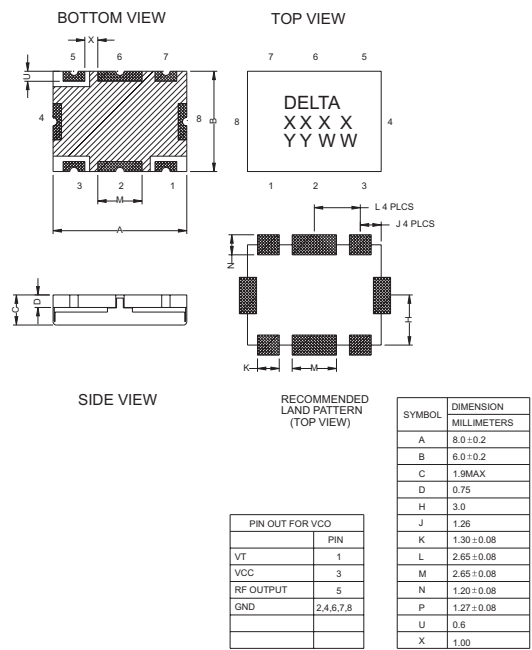 BOTTOM VIEW
TOP VIEW
X
5 6 7
U
4
B
8
3 2 1
M
A
7 6 5
DELTA
8
XX X X
4
YY WW
1 2 3
L 4 PLCS
J 4 PLCS
N
H
K
M
C
D
SIDE VIEW
RECOMMENDED
LAND PATTERN
(TOP VIEW)
PIN OUT FOR VCO
PIN
VT 1
VCC 3
RF OUTPUT 5
GND 2,4,6,7,8
SYMBOL
DIMENSION
MILLIMETERS
A 8.0±0.2
B 6.0±0.2
C 1.9MAX
D 0.75
H 3.0
J 1.26
K 1.30±0.08
L 2.65±0.08
M 2.65±0.08
N 1.20±0.08
P 1.27±0.08
U 0.6
X 1.00